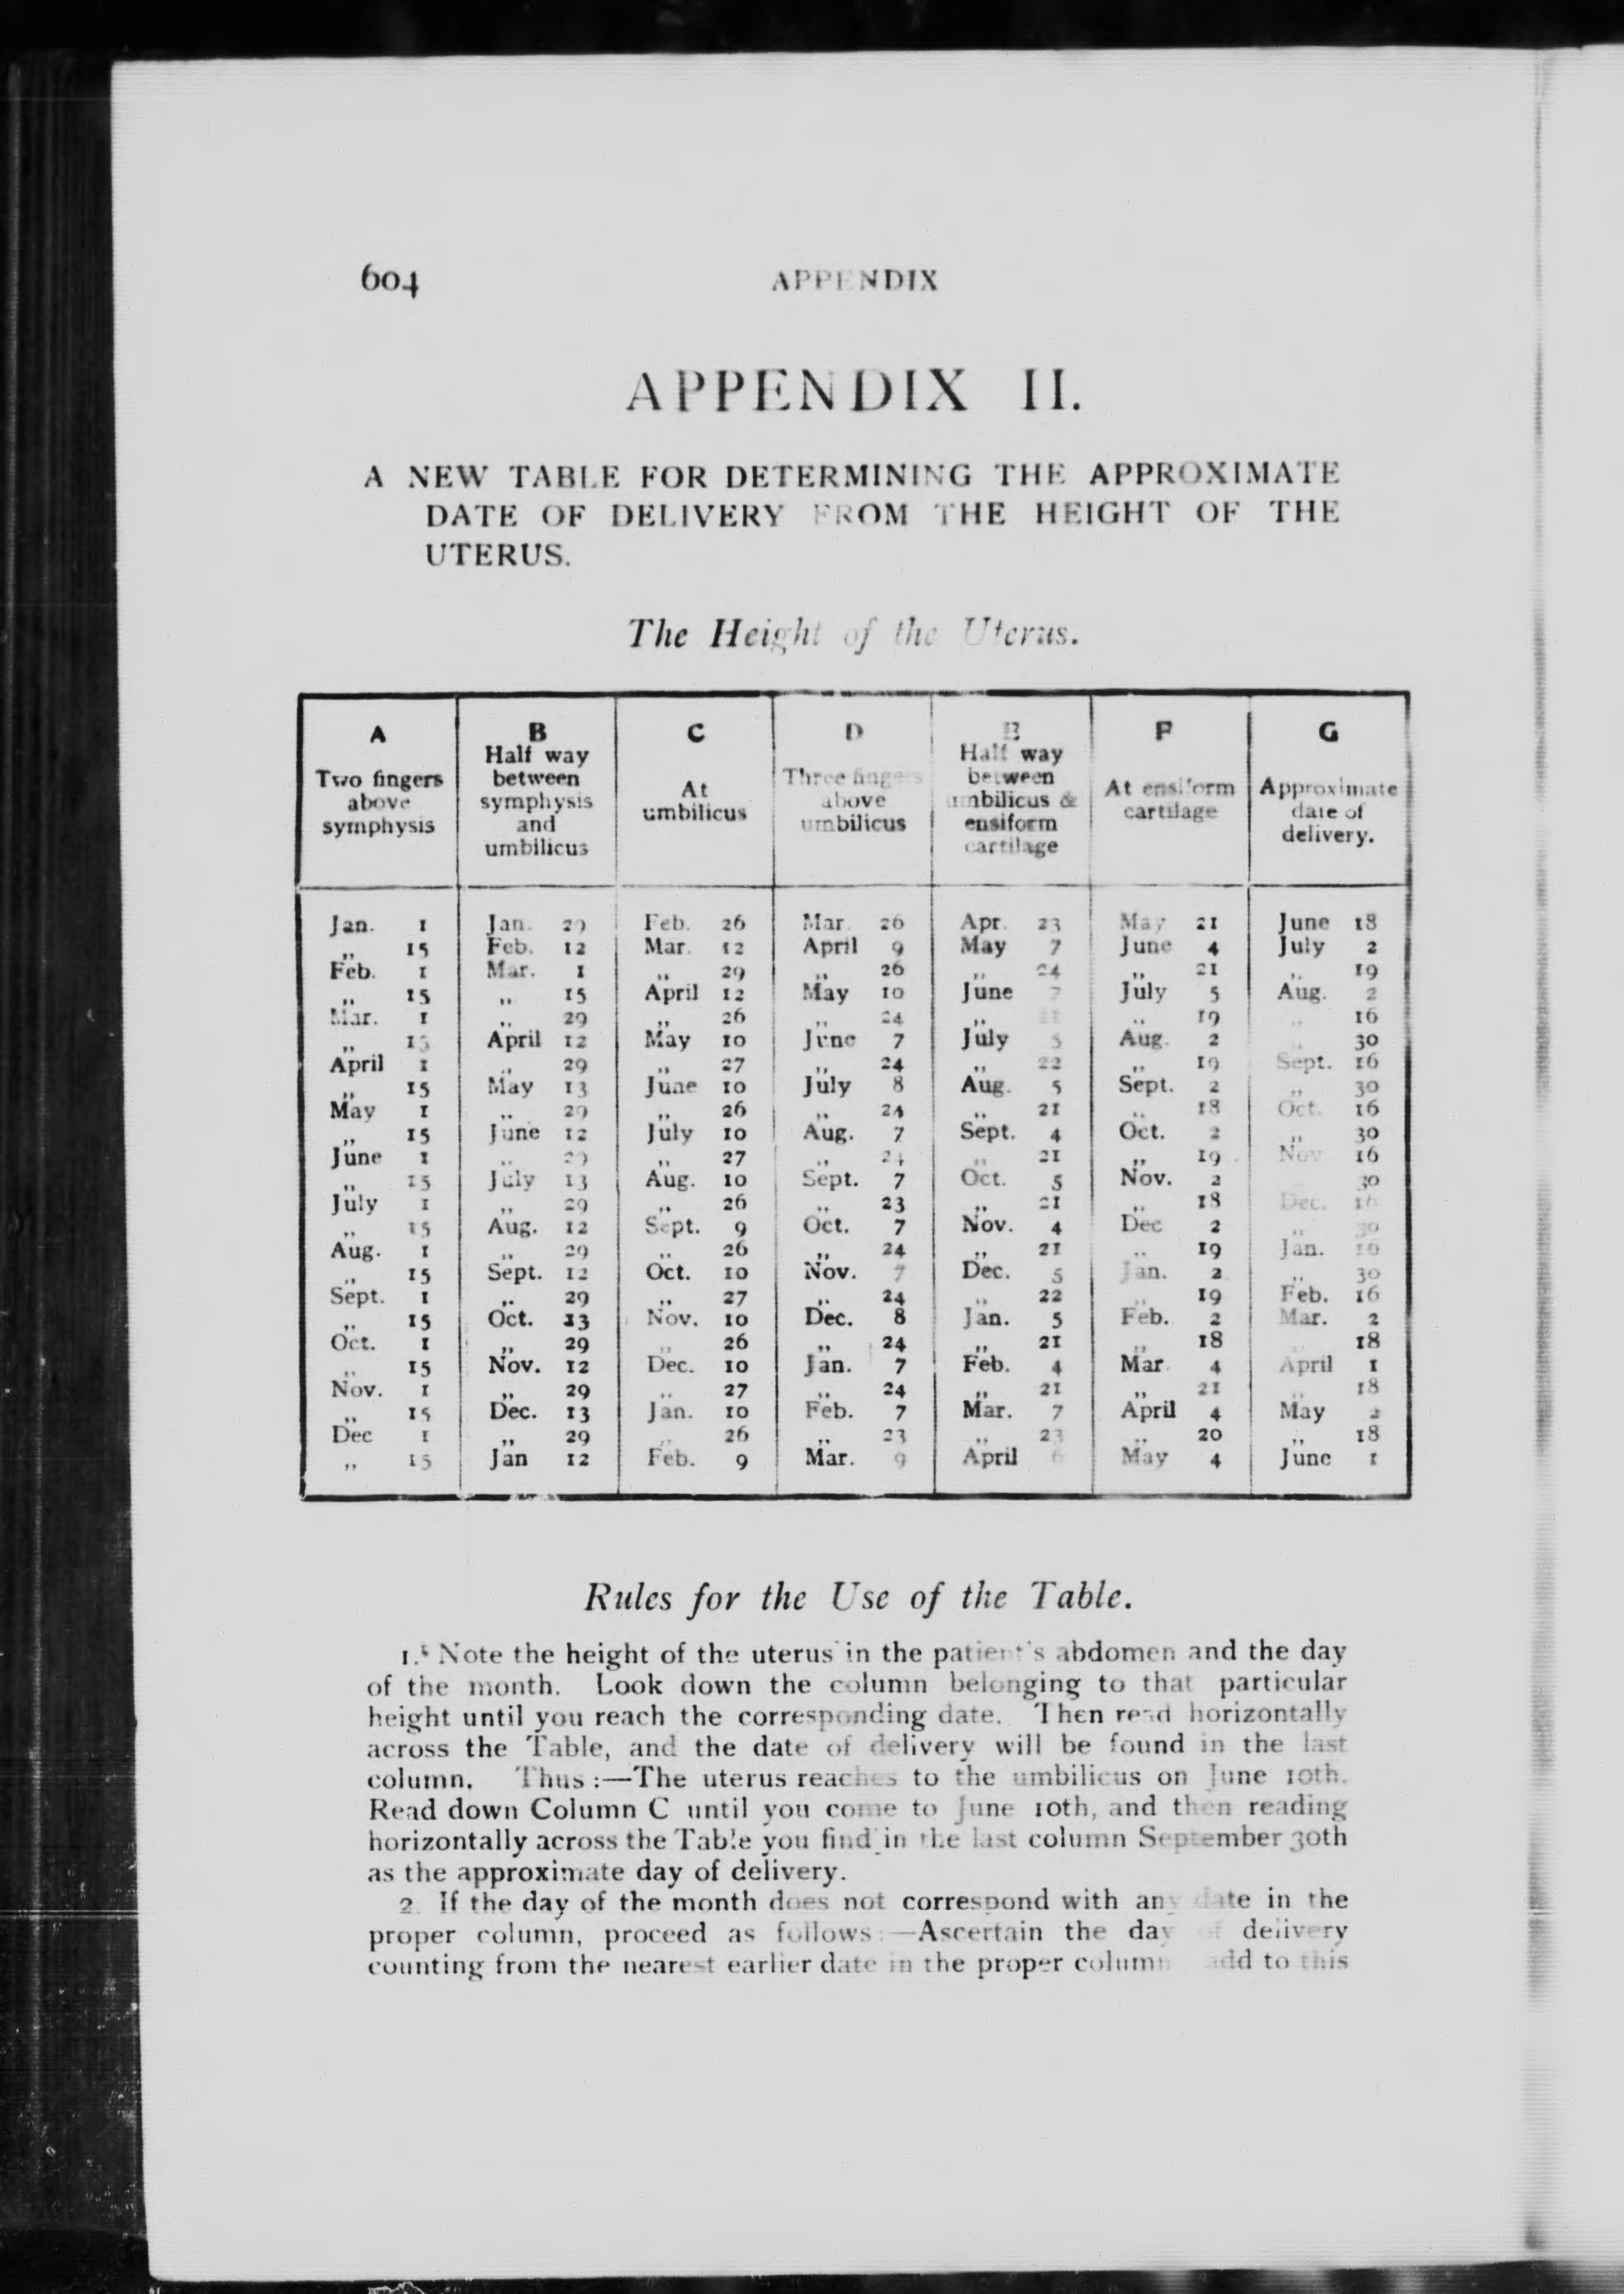 604 APPENDIX
APPENDIX II.
A NEW TABLE FOR DETERMINING THE APPROXIMATE
DATE OF DELIVERY FROM THE HEIGHT OF THE
UTERUS.
The Height of the Uterus.
A B C D E F G
Two fingers above symphysis
Half way between symphysis and umbilicus
At umbilicus
Three fingers above umbilicus
Half way between umbilicus & ensiform cartilage
At ensiform cartilage
Approximate date of delivery.
Jan. 1 Jan. 29 Feb. 26 Mar. 26 Apr. 23 May 21 June 18
„ 15 Feb. 12 Mar. 12 April 9 May 7 June 4 July 2
Feb. 1 Mar. 1 „ 29 „ 26 „ 24 „ 21 „ 19
„ 15 „ 15 April 12 May 10 June 7 July 5 Aug. 2
Mar. 1 „ 29 „ 26 „ 24 „ 21 „ 19 „ 16
„ 15 April 12 May 10 June 7 July 5 Aug. 2 „ 30
April 1 „ 29 „ 27 „ 24 „ 22 „ 19 Sept. 16
„ 15 May 13 June 10 July 8 Aug. 5 Sept. 2 „ 30
May 1 „ 29 „ 26 „ 24 „ 21 „ 18 Oct. 16
„ 15 June 12 July 10 Aug. 7 Sept. 4 Oct. 2 „ 30
June 1 „ 29 „ 27 „ 24 „ 21 „ 19 Nov 16
„ 15 July 13 Aug. 10 Sept. 7 Oct. 5 Nov. 2 30
July 1 „ 29 „ 26 „ 23 „ 21 „ 18 Dec. 16
„ 15 Aug. 12 Sept. 9 Oct. 7 Nov. 4 Dec 2 „ 30
Aug. 1 „ 29 „ 26 „ 24 „ 21 „ 19 Jan. 16
„ 15 Sept. 12 Oct. 10 Nov. 7 Dec. 5 Jan. 2 „ 30
Sept. 1 „ 29 „ 27 „ 24 „ 22 „ 19 Feb. 16
„ 15 Oct. 13 Nov. 10 Dec. 8 Jan. 5 Feb. 2 Mar. 2
Oct. 1 „ 29 „ 26 „ 24 „ 21 „ 18 „ 18
„ 15 Nov. 12 Dec. 10 Jan. 7 Feb. 4 Mar. 4 April 1
Nov. 1 „ 29 „ 27 „ 24 „ 21 „ 21 „ 18
„ 15 Dec. 13 Jan. 10 Feb. 7 Mar. 7 April 4 May 2
Dec 1 „ 29 „ 26 „ 23 „ 23 „ 20 „ 18
„ 15 Jan 12 Feb. 9 Mar. 9 April 6 May 4 June 1
Rules for the Use of the Table.
1. Note the height of the uterus in the patient's abdomen and the day
of the month. Look down the column belonging to that particular
height until you reach the corresponding date. Then read horizontally
across the Table, and the date of delivery will be found in the last
column. Thus :—The uterus reaches to the umbilicus on June 10th.
Read down Column C until you come to June 10th, and then reading
horizontally across the Table you find in the last column September 30th
as the approximate day of delivery.
2. If the day of the month does not correspond with any date in the
proper column, proceed as follows :—Ascertain the day of delivery
counting from the nearest earlier date in the proper column add to this